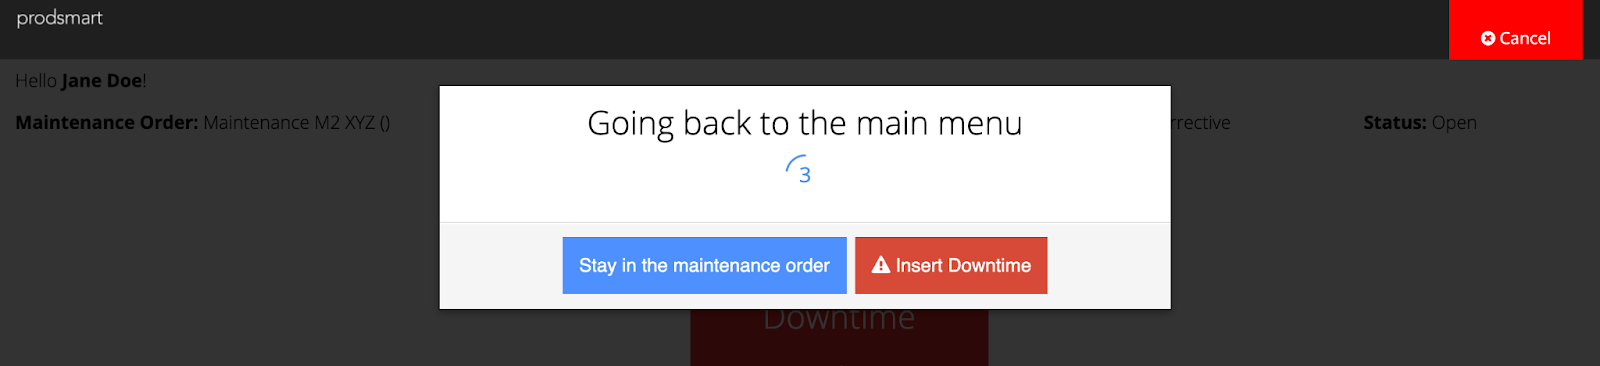 prodsmart
Cancel
Hello Jane Doe!
Maintenance Order: Maintenance M2 XYZ ()
Status: Open
Going back to the main menu
3
Stay in the maintenance order
Insert Downtime
Downtime